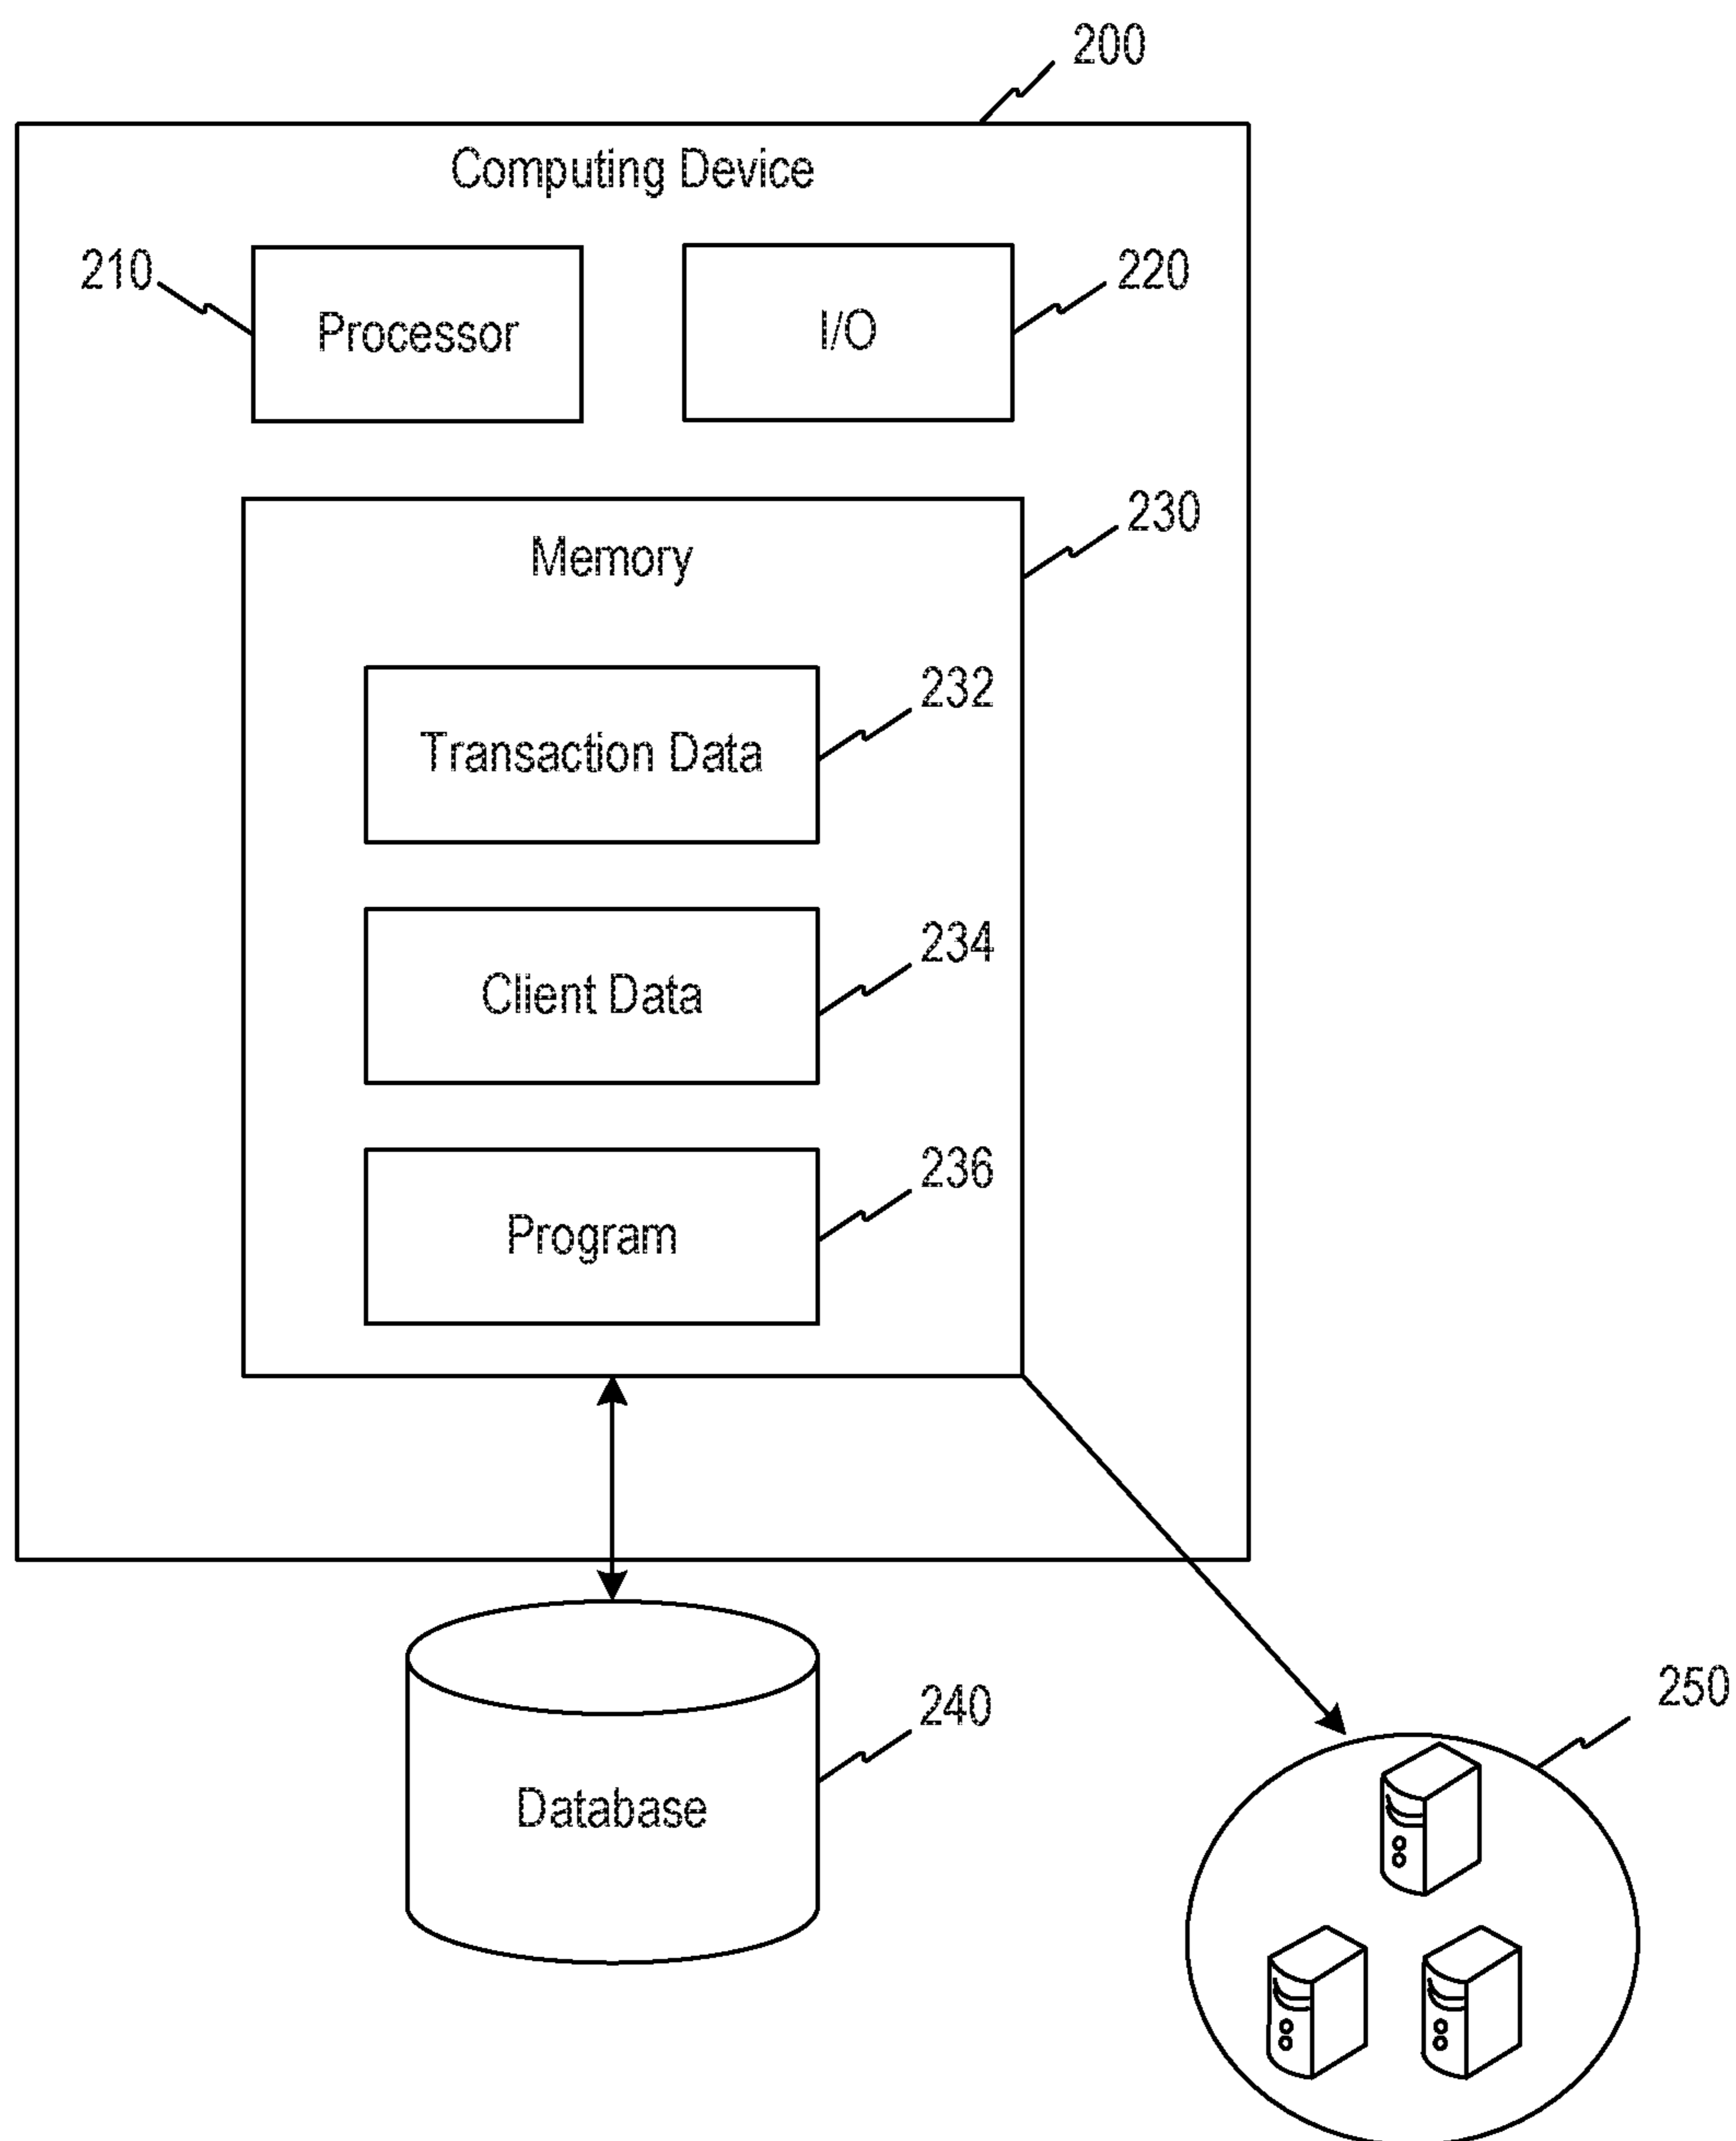 200
Computing Device
210
Processor
I/O
220
Memory
230
Transaction Data
232
Client Data
234
Program
236
Database
240
250